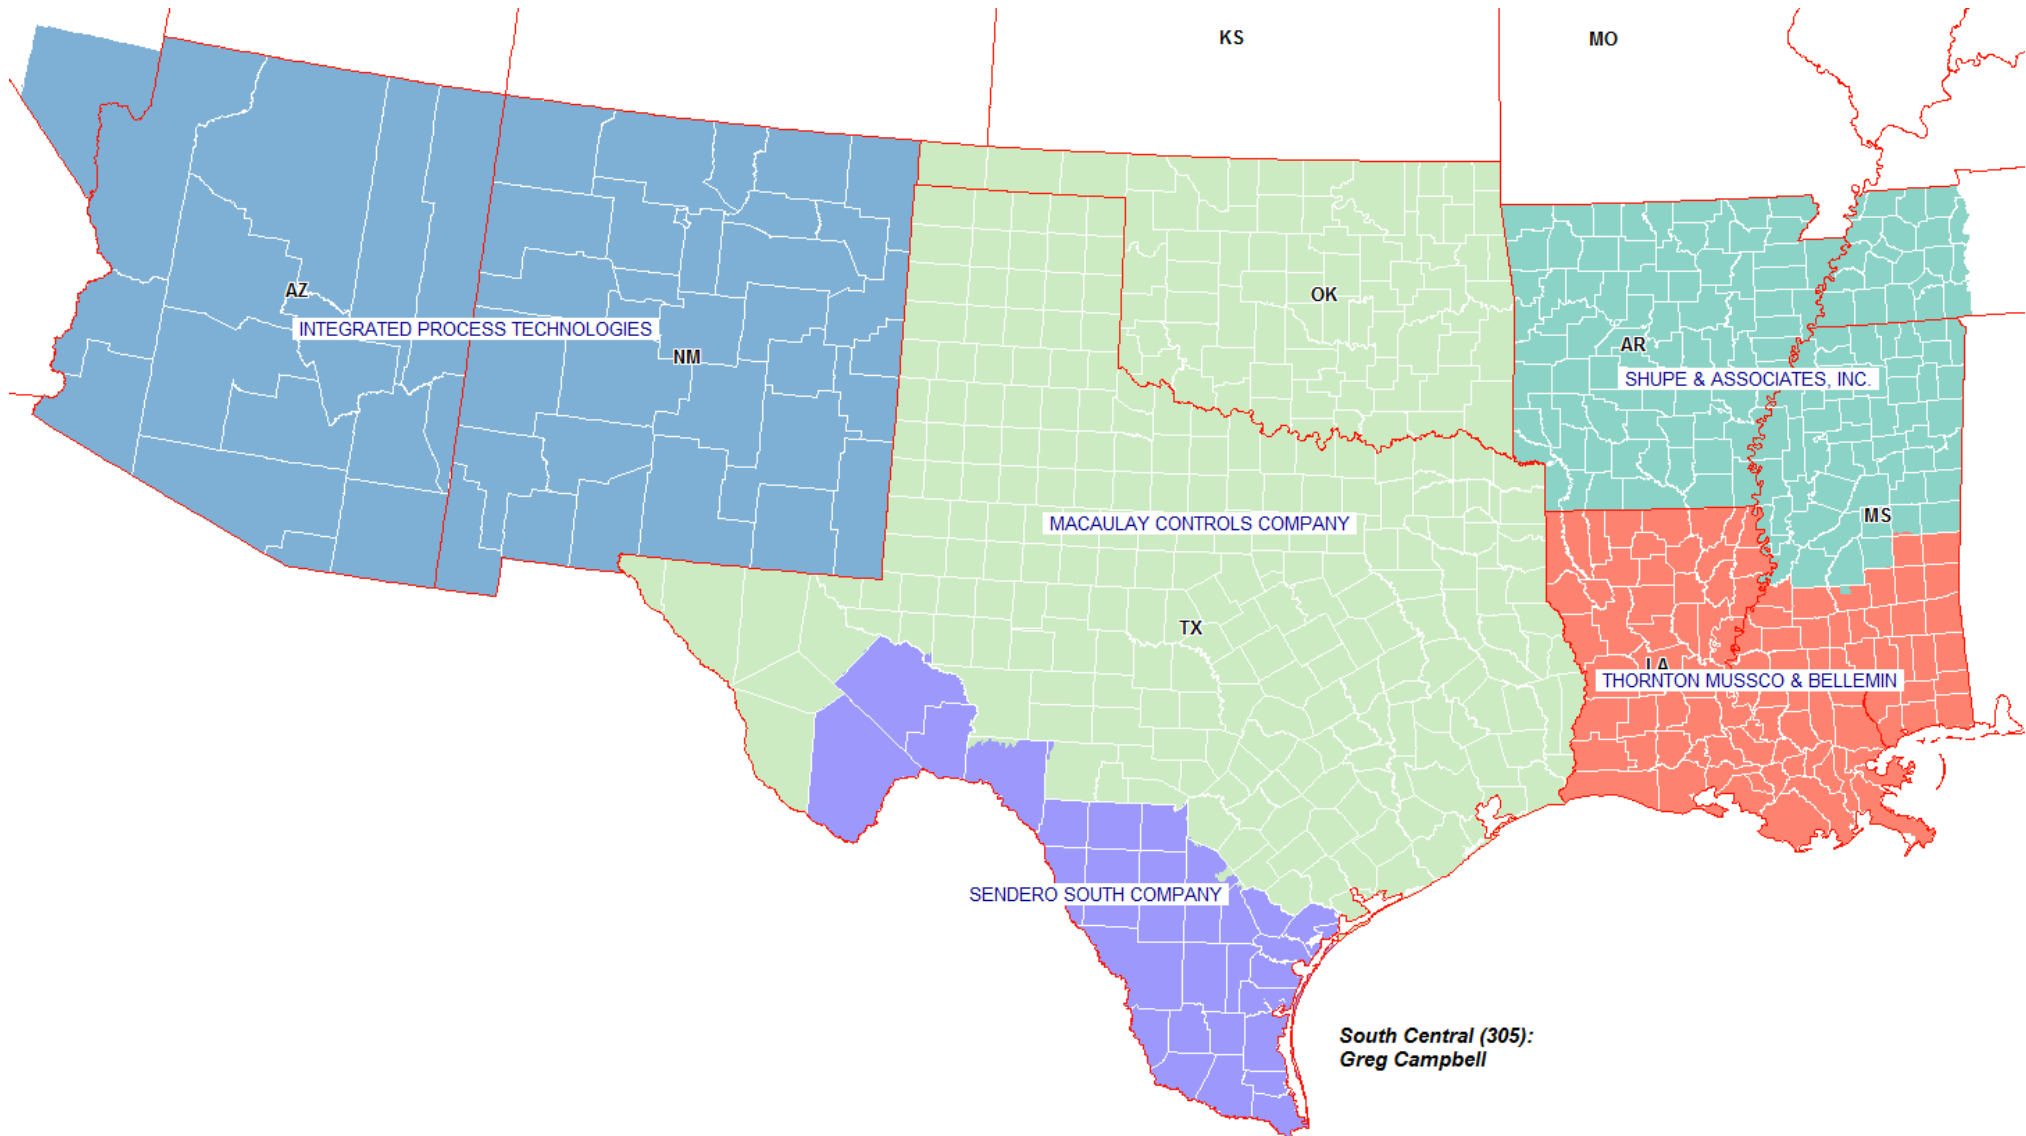 KS
MO
AZ
OK
INTEGRATED PROCESS TECHNOLOGIES
NM
AR
SHUPE & ASSOCIATES, INC.
MACAULAY CONTROLS COMPANY
MS
TX
LA
THORNTON MUSSCO & BELLEMIN
SENDERO SOUTH COMPANY
South Central (305):
Greg Campbell